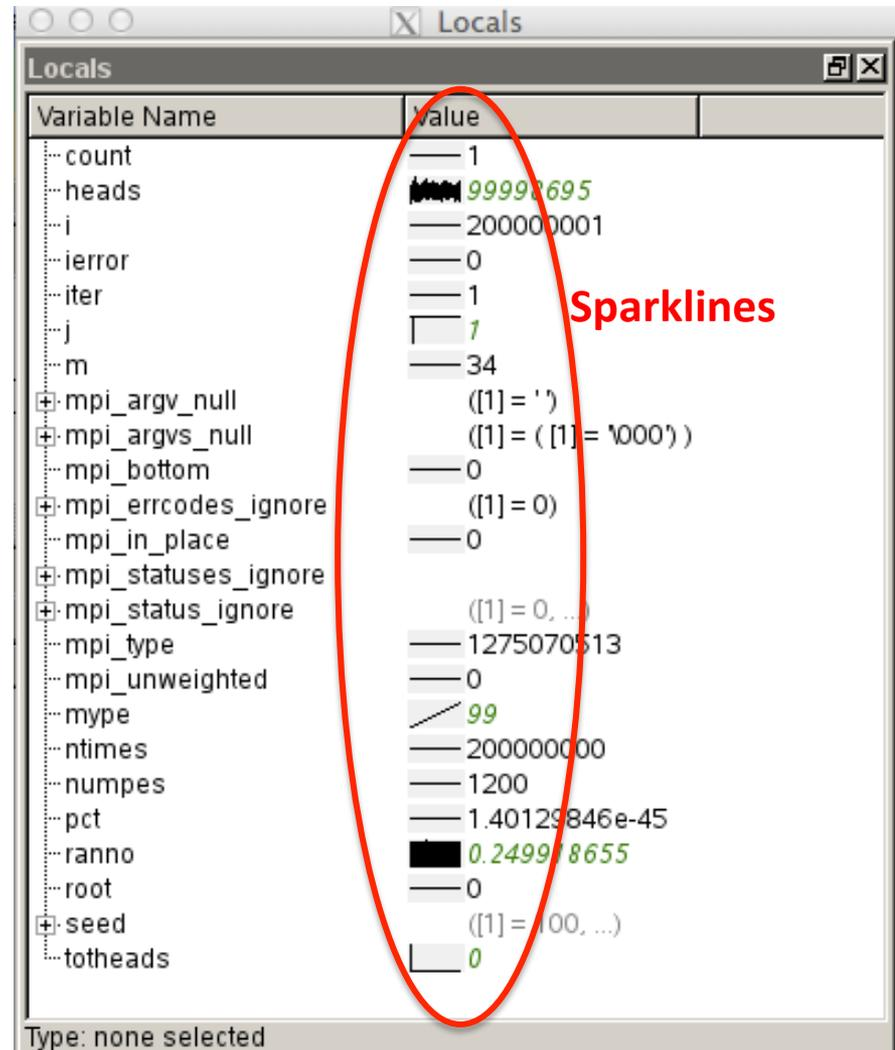 X Locals
Locals
Variable Name Value
count 1
heads 99998695
i 200000001
ierror 0
iter 1
Sparklines
j 1
m 34
mpi_argv_null ([1] = ' ')
mpi_argvs_null ([1] = ( [1] = '\000') )
mpi_bottom 0
mpi_errcodes_ignore ([1] = 0)
mpi_in_place 0
mpi_statuses_ignore
mpi_status_ignore ([1] = 0, ...)
mpi_type 1275070513
mpi_unweighted 0
mype 99
ntimes 200000000
numpes 1200
pct 1.40129846e-45
ranno 0.249918655
root 0
seed ([1] = 100, ...)
totheads 0
Type: none selected